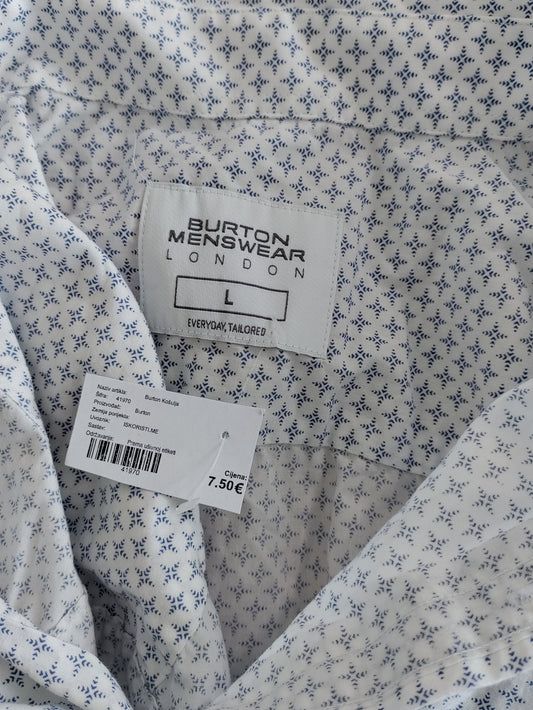 BURTON
MENSWEAR
LONDON
L
EVERYDAY, TAILORED
Naziv artikla: Burton Košulja
Šifra: 41970
Proizvođač: Burton
Zemlja porijekla:
Uvoznik: ISKORISTI.ME
Sastav:
Održavanje: Prema ušivnoj etiketi
41970
Cijena:
7.50€